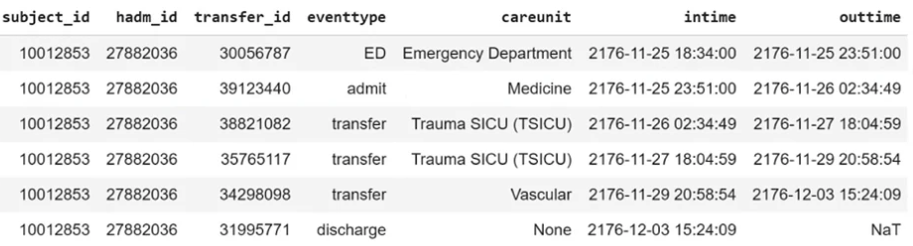 subject_id hadm_id transfer_id eventtype careunit intime outtime
10012853 27882036 30056787 ED Emergency Department 2176-11-25 18:34:00 2176-11-25 23:51:00
10012853 27882036 39123440 admit Medicine 2176-11-25 23:51:00 2176-11-26 02:34:49
10012853 27882036 38821082 transfer Trauma SICU (TSICU) 2176-11-26 02:34:49 2176-11-27 18:04:59
10012853 27882036 35765117 transfer Trauma SICU (TSICU) 2176-11-27 18:04:59 2176-11-29 20:58:54
10012853 27882036 34298098 transfer Vascular 2176-11-29 20:58:54 2176-12-03 15:24:09
10012853 27882036 31995771 discharge None 2176-12-03 15:24:09 NaT